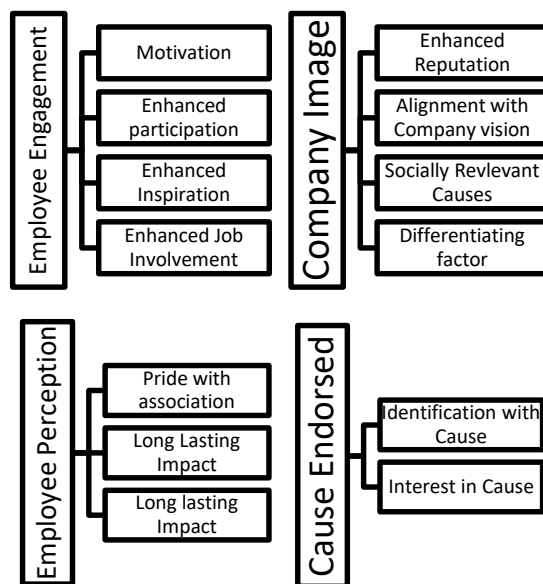 Employee Engagement
Motivation
Enhanced
participation
Enhanced
Inspiration
Enhanced Job
Involvement
Company Image
Enhanced
Reputation
Alignment with
Company vision
Socially Revlevant
Causes
Differentiating
factor
Employee Perception
Pride with
association
Long Lasting
Impact
Long lasting
Impact
Cause Endorsed
Identification with
Cause
Interest in Cause